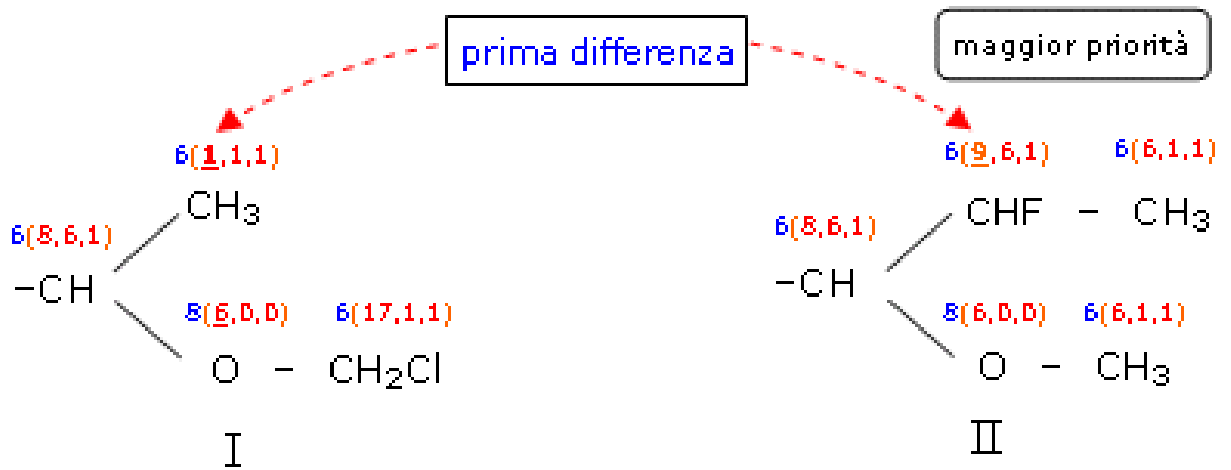 prima differenza
maggior priorità
6(1,1,1)
6(9,6,1) 6(6,1,1)
CH₃
CHF – CH₃
6(8,6,1)
6(8,6,1)
–CH
–CH
8(6,0,0) 6(17,1,1)
8(6,0,0) 6(6,1,1)
O – CH₂Cl
O – CH₃
I
II